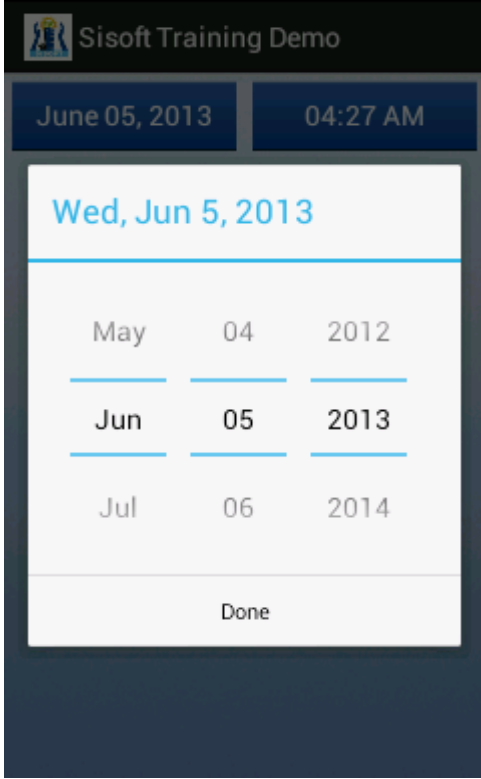 Sisoft Training Demo
June 05, 2013 04:27 AM
Wed, Jun 5, 2013
May 04 2012
Jun 05 2013
Jul 06 2014
Done